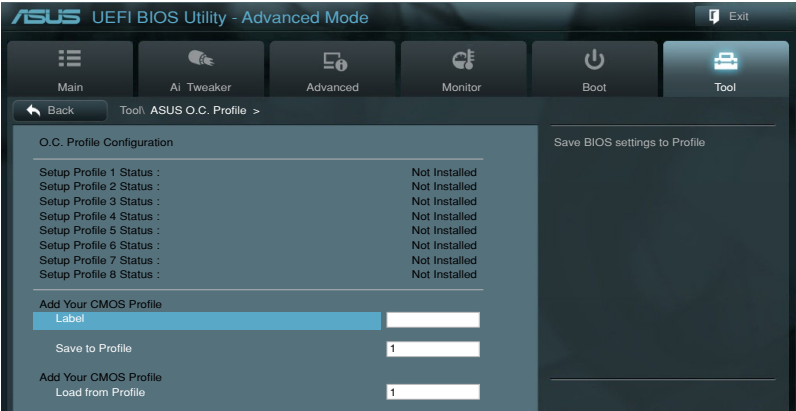 ASUS UEFI BIOS Utility - Advanced Mode
Exit
Main
Ai Tweaker
Advanced
Monitor
Boot
Tool
Back
Tool\ ASUS O.C. Profile >
O.C. Profile Configuration
Save BIOS settings to Profile
Setup Profile 1 Status : Not Installed
Setup Profile 2 Status : Not Installed
Setup Profile 3 Status : Not Installed
Setup Profile 4 Status : Not Installed
Setup Profile 5 Status : Not Installed
Setup Profile 6 Status : Not Installed
Setup Profile 7 Status : Not Installed
Setup Profile 8 Status : Not Installed
Add Your CMOS Profile
Label
Save to Profile 1
Add Your CMOS Profile
Load from Profile 1